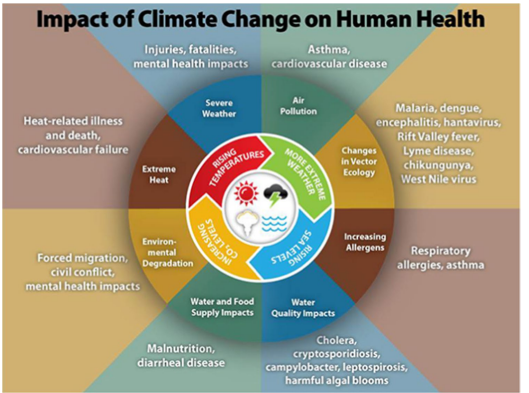 Impact of Climate Change on Human Health
Injuries, fatalities,
mental health impacts
Asthma,
cardiovascular disease
Severe
Weather
Air
Pollution
Heat-related illness
and death,
cardiovascular failure
Malaria, dengue,
encephalitis, hantavirus,
Rift Valley fever,
Lyme disease,
chikungunya,
West Nile virus
Extreme
Heat
Changes
in Vector
Ecology
RISING
TEMPERATURES
MORE EXTREME
WEATHER
INCREASING
CO₂ LEVELS
RISING
SEA LEVELS
Forced migration,
civil conflict,
mental health impacts
Environ-
mental
Degradation
Increasing
Allergens
Respiratory
allergies, asthma
Water and Food
Supply Impacts
Water
Quality Impacts
Malnutrition,
diarrheal disease
Cholera,
cryptosporidiosis,
campylobacter, leptospirosis,
harmful algal blooms